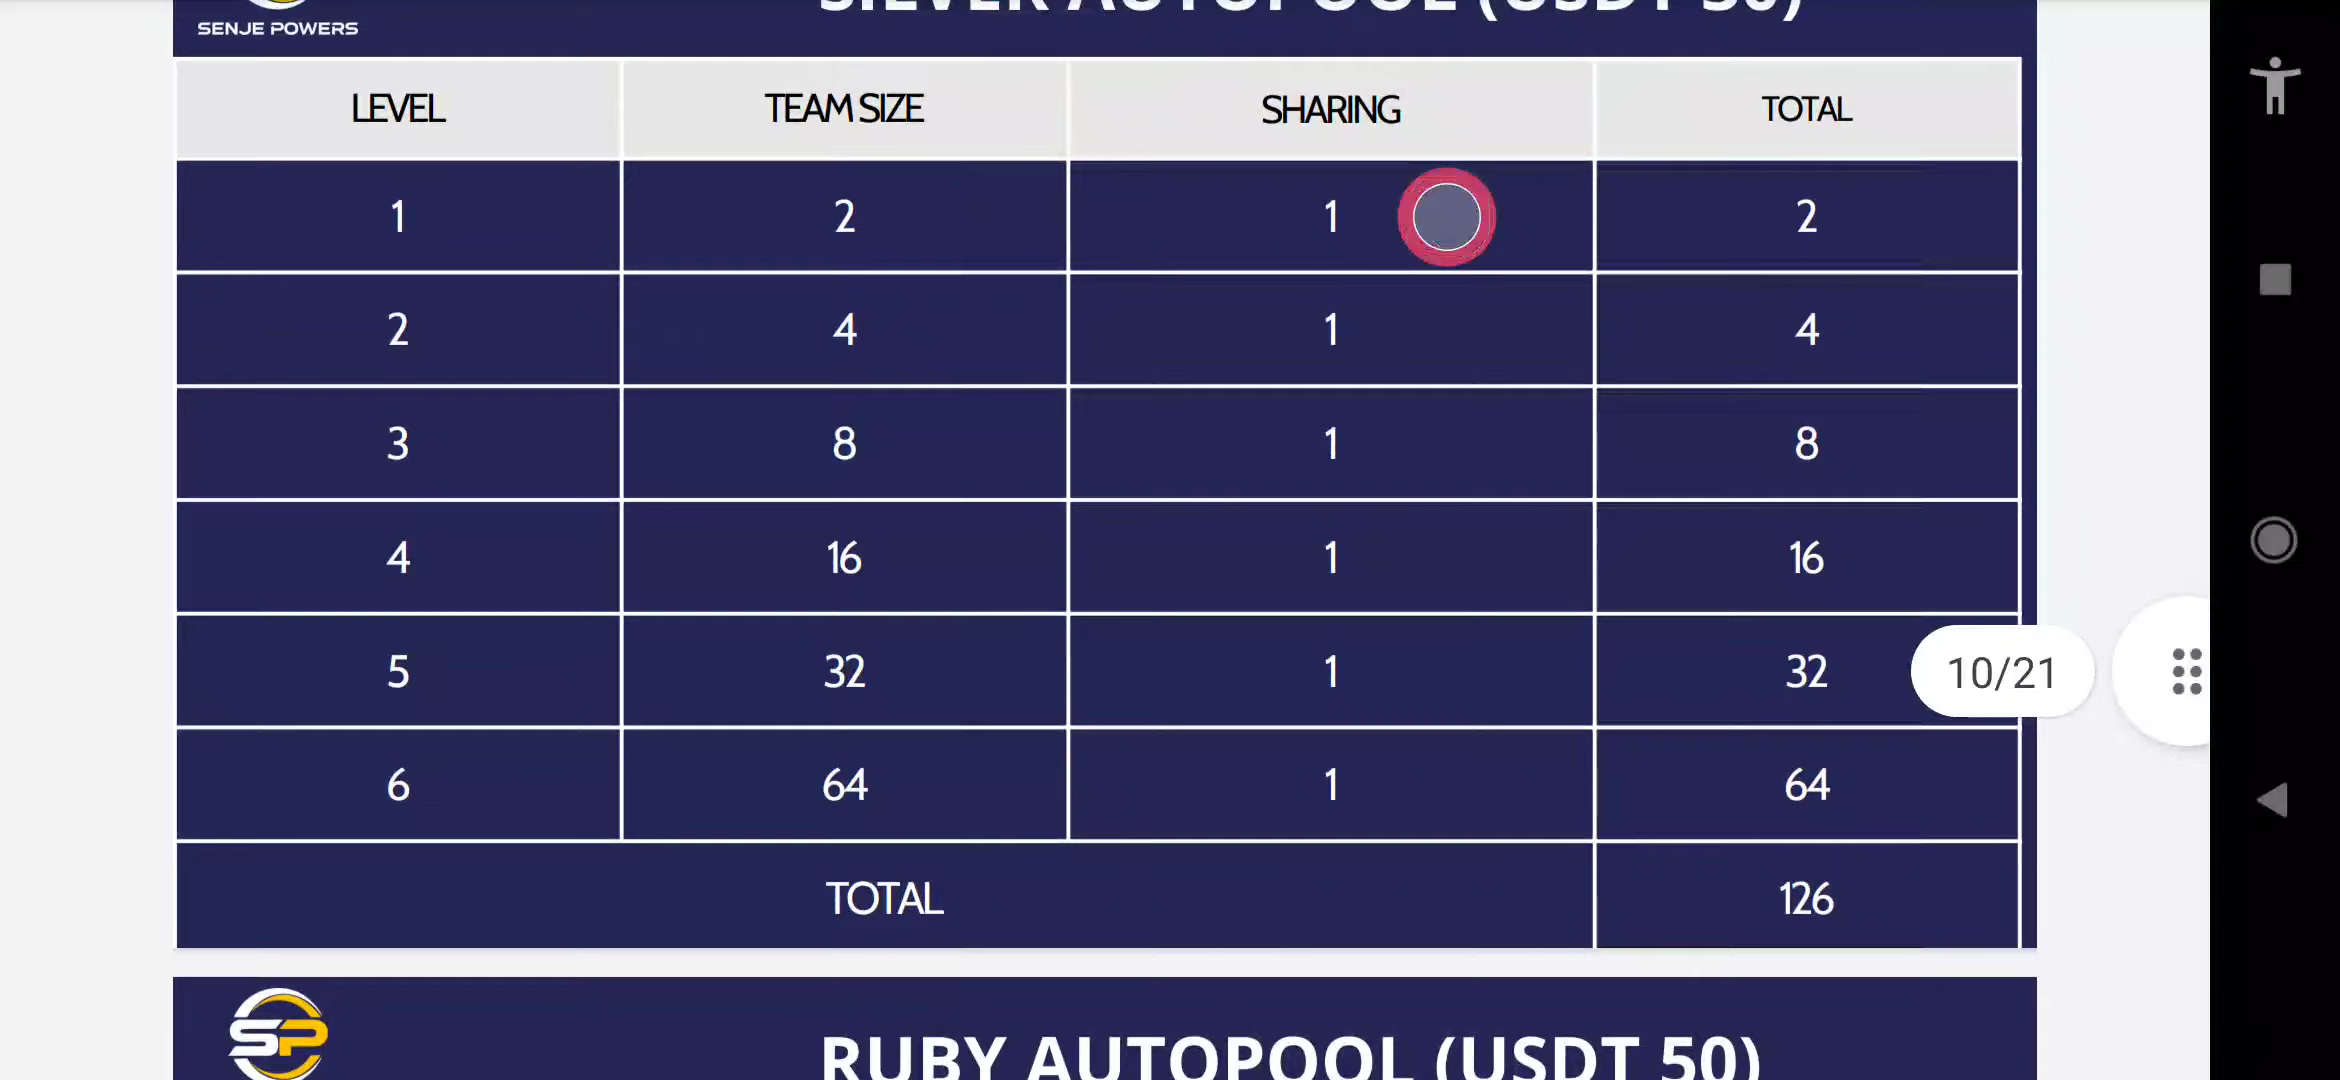 SILVER AUTOPOOL (USDT 30)
SENJE POWERS
LEVEL TEAM SIZE SHARING TOTAL
1 2 1 2
2 4 1 4
3 8 1 8
4 16 1 16
5 32 1 32
10/21
6 64 1 64
TOTAL 126
SP
RUBY AUTOPOOL (USDT 50)